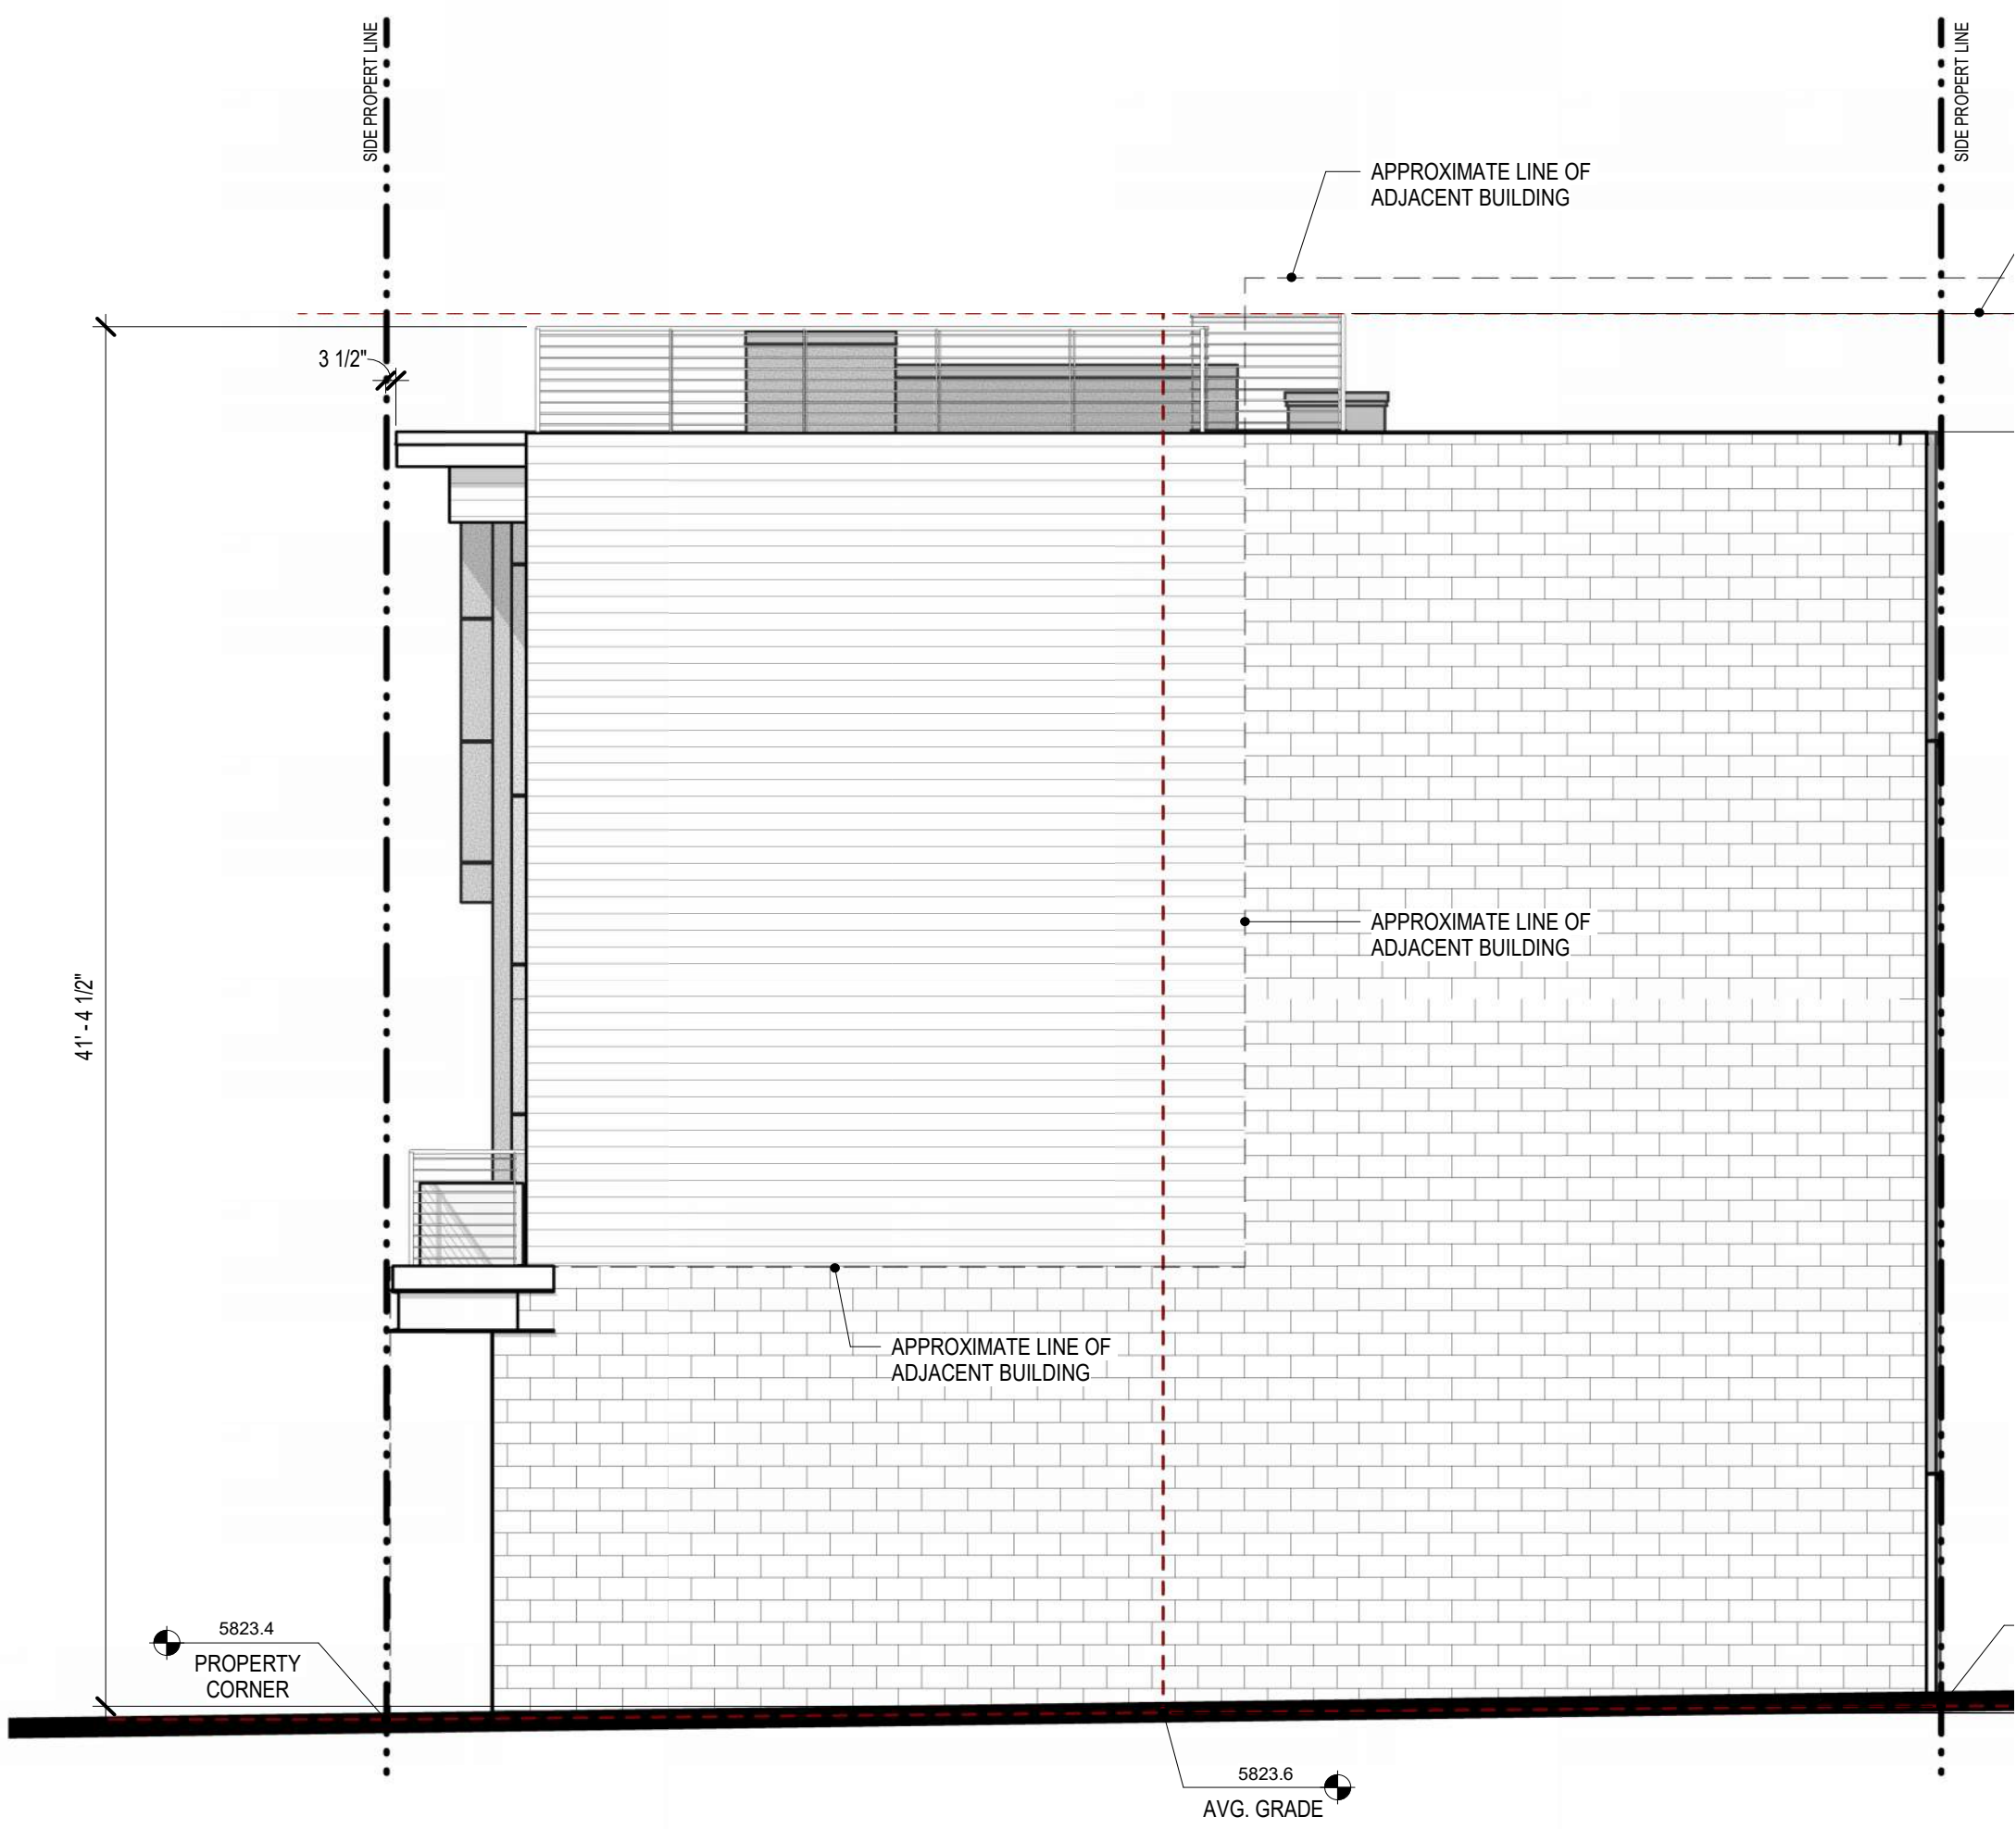 SIDE PROPERT LINE
SIDE PROPERT LINE
APPROXIMATE LINE OF
ADJACENT BUILDING
3 1/2"
APPROXIMATE LINE OF
ADJACENT BUILDING
41' - 4 1/2"
APPROXIMATE LINE OF
ADJACENT BUILDING
5823.4
PROPERTY
CORNER
5823.6
AVG. GRADE